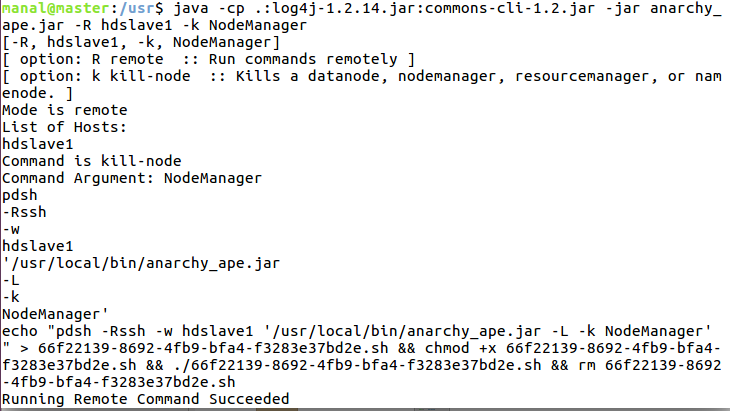 manal@master:/usr$ java -cp .:log4j-1.2.14.jar:commons-cli-1.2.jar -jar anarchy_
ape.jar -R hdslave1 -k NodeManager
[-R, hdslave1, -k, NodeManager]
[ option: R remote  :: Run commands remotely ]
[ option: k kill-node  :: Kills a datanode, nodemanager, resourcemanager, or nam
enode. ]
Mode is remote
List of Hosts:
hdslave1
Command is kill-node
Command Argument: NodeManager
pdsh
-Rssh
-w
hdslave1
'/usr/local/bin/anarchy_ape.jar
-L
-k
NodeManager'
echo "pdsh -Rssh -w hdslave1 '/usr/local/bin/anarchy_ape.jar -L -k NodeManager'
" > 66f22139-8692-4fb9-bfa4-f3283e37bd2e.sh && chmod +x 66f22139-8692-4fb9-bfa4-
f3283e37bd2e.sh && ./66f22139-8692-4fb9-bfa4-f3283e37bd2e.sh && rm 66f22139-8692
-4fb9-bfa4-f3283e37bd2e.sh
Running Remote Command Succeeded